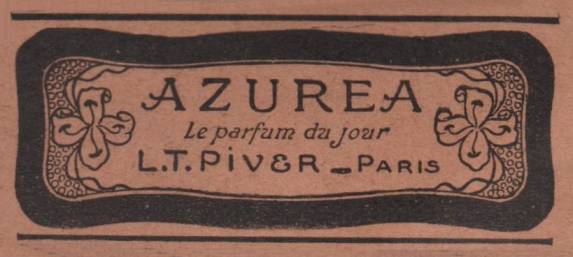 AZUREA
Le parfum du jour
L.T. PIVER - PARIS